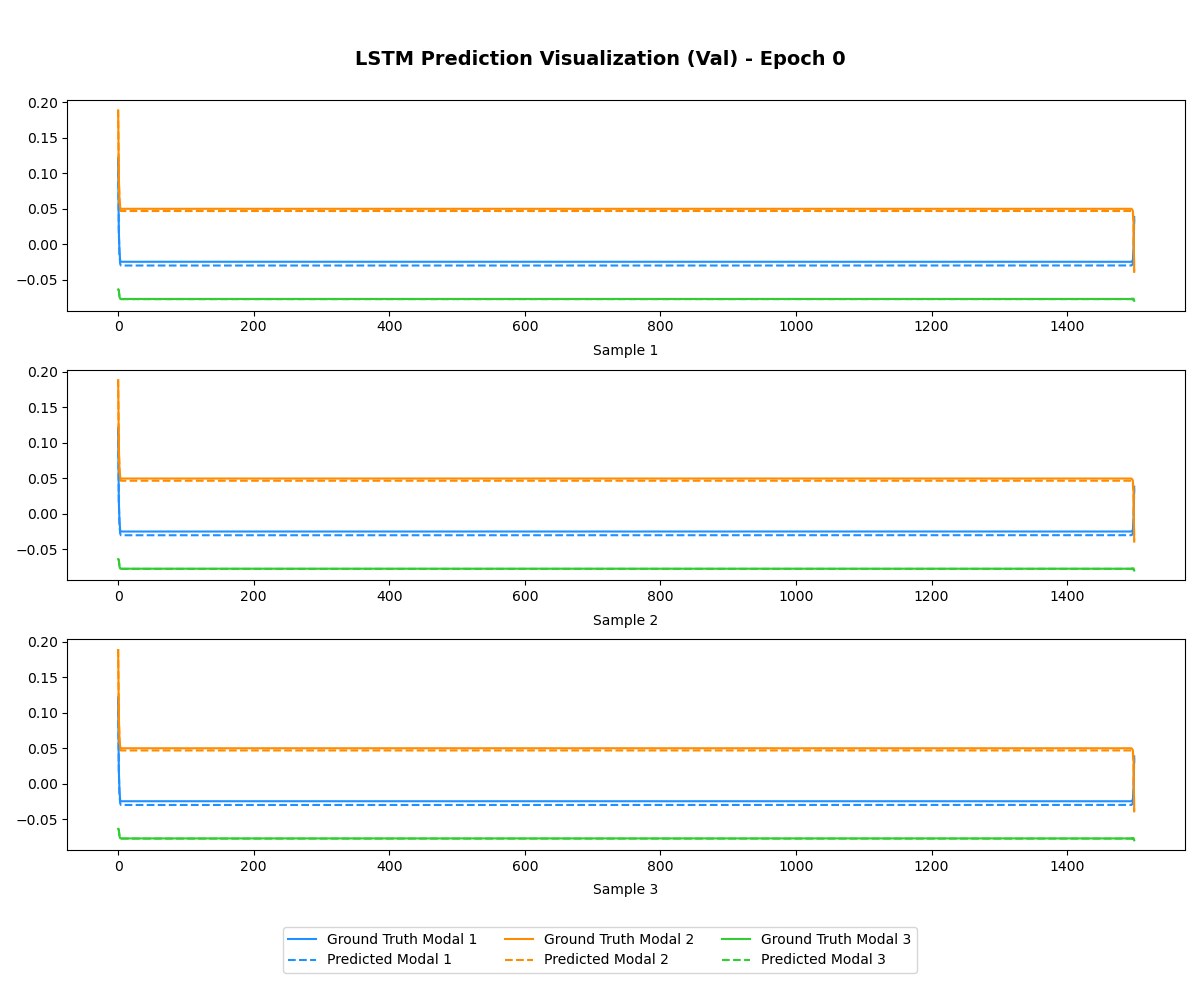 LSTM Prediction Visualization (Val) - Epoch 0
0.20
0.15
0.10
0.05
0.00
−0.05
0 200 400 600 800 1000 1200 1400
Sample 1
0.20
0.15
0.10
0.05
0.00
−0.05
0 200 400 600 800 1000 1200 1400
Sample 2
0.20
0.15
0.10
0.05
0.00
−0.05
0 200 400 600 800 1000 1200 1400
Sample 3
Ground Truth Modal 1 Ground Truth Modal 2 Ground Truth Modal 3
Predicted Modal 1 Predicted Modal 2 Predicted Modal 3